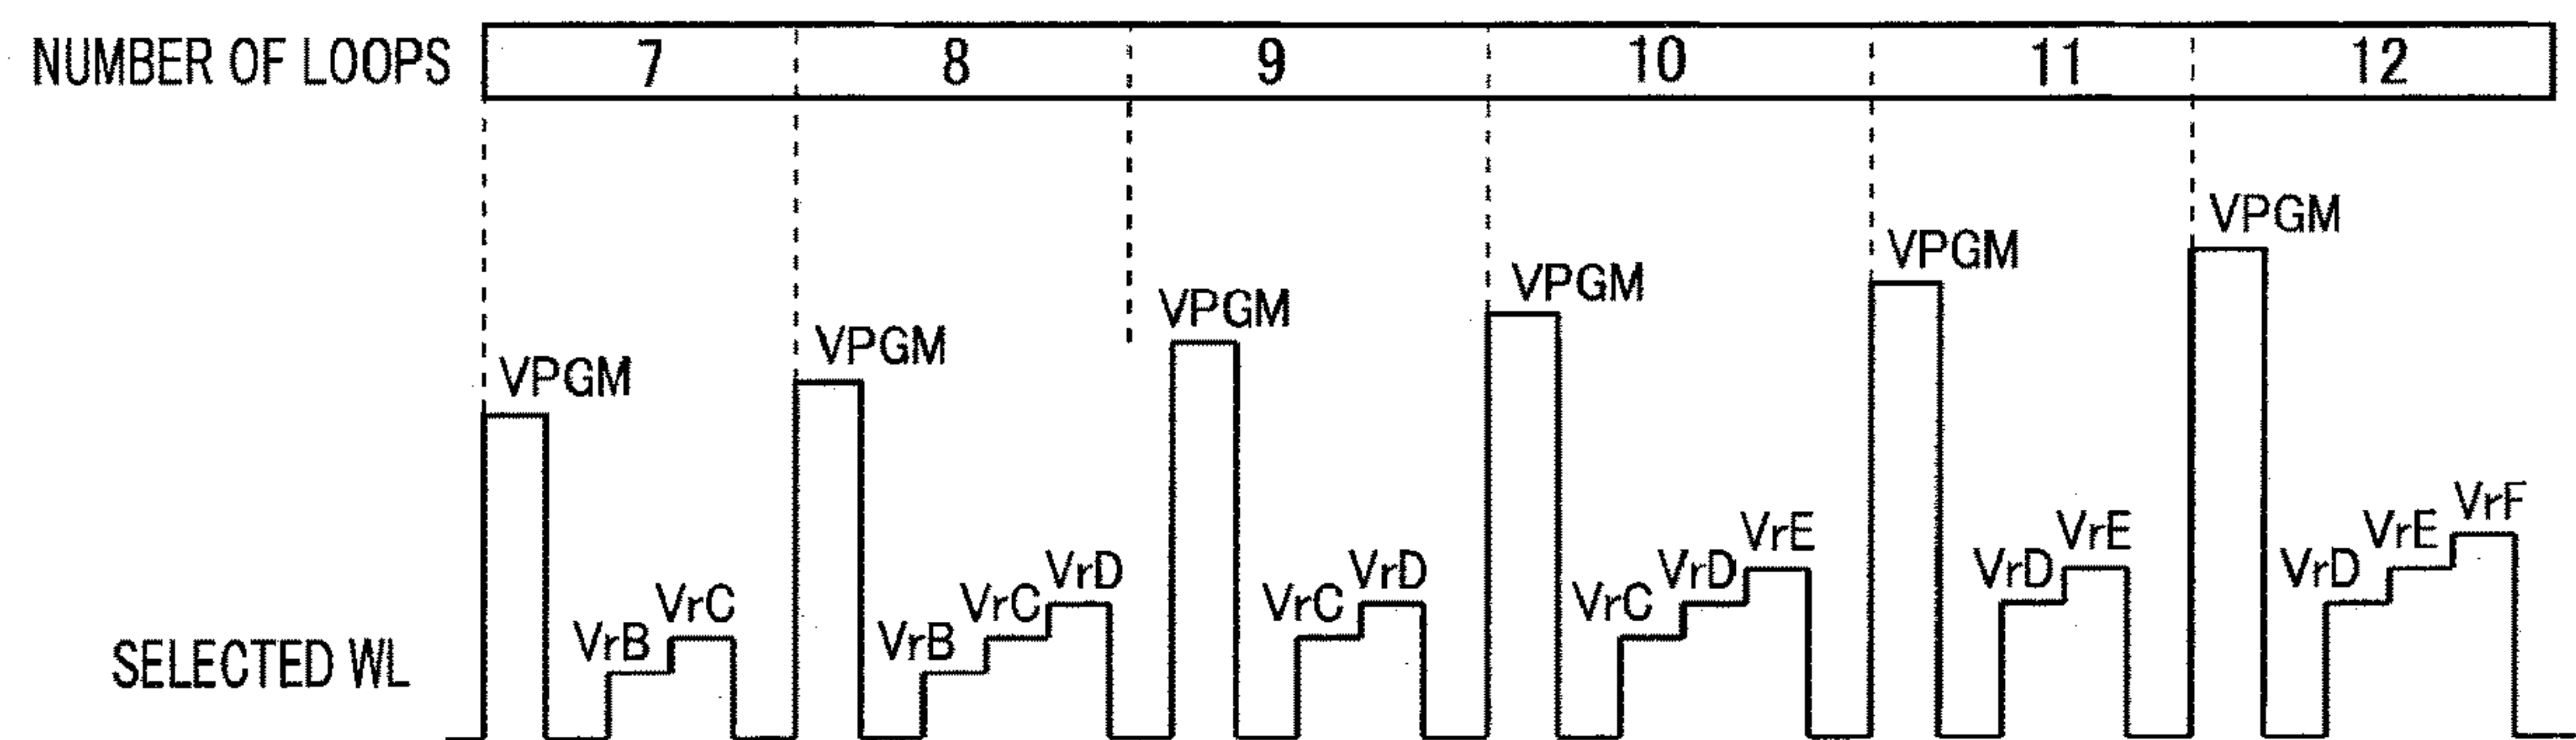 NUMBER OF LOOPS 7 8 9 10 11 12
VPGM VPGM VPGM VPGM VPGM VPGM
VrB VrC VrB VrC VrD VrC VrD VrC VrD VrE VrD VrE VrD VrE VrF
SELECTED WL